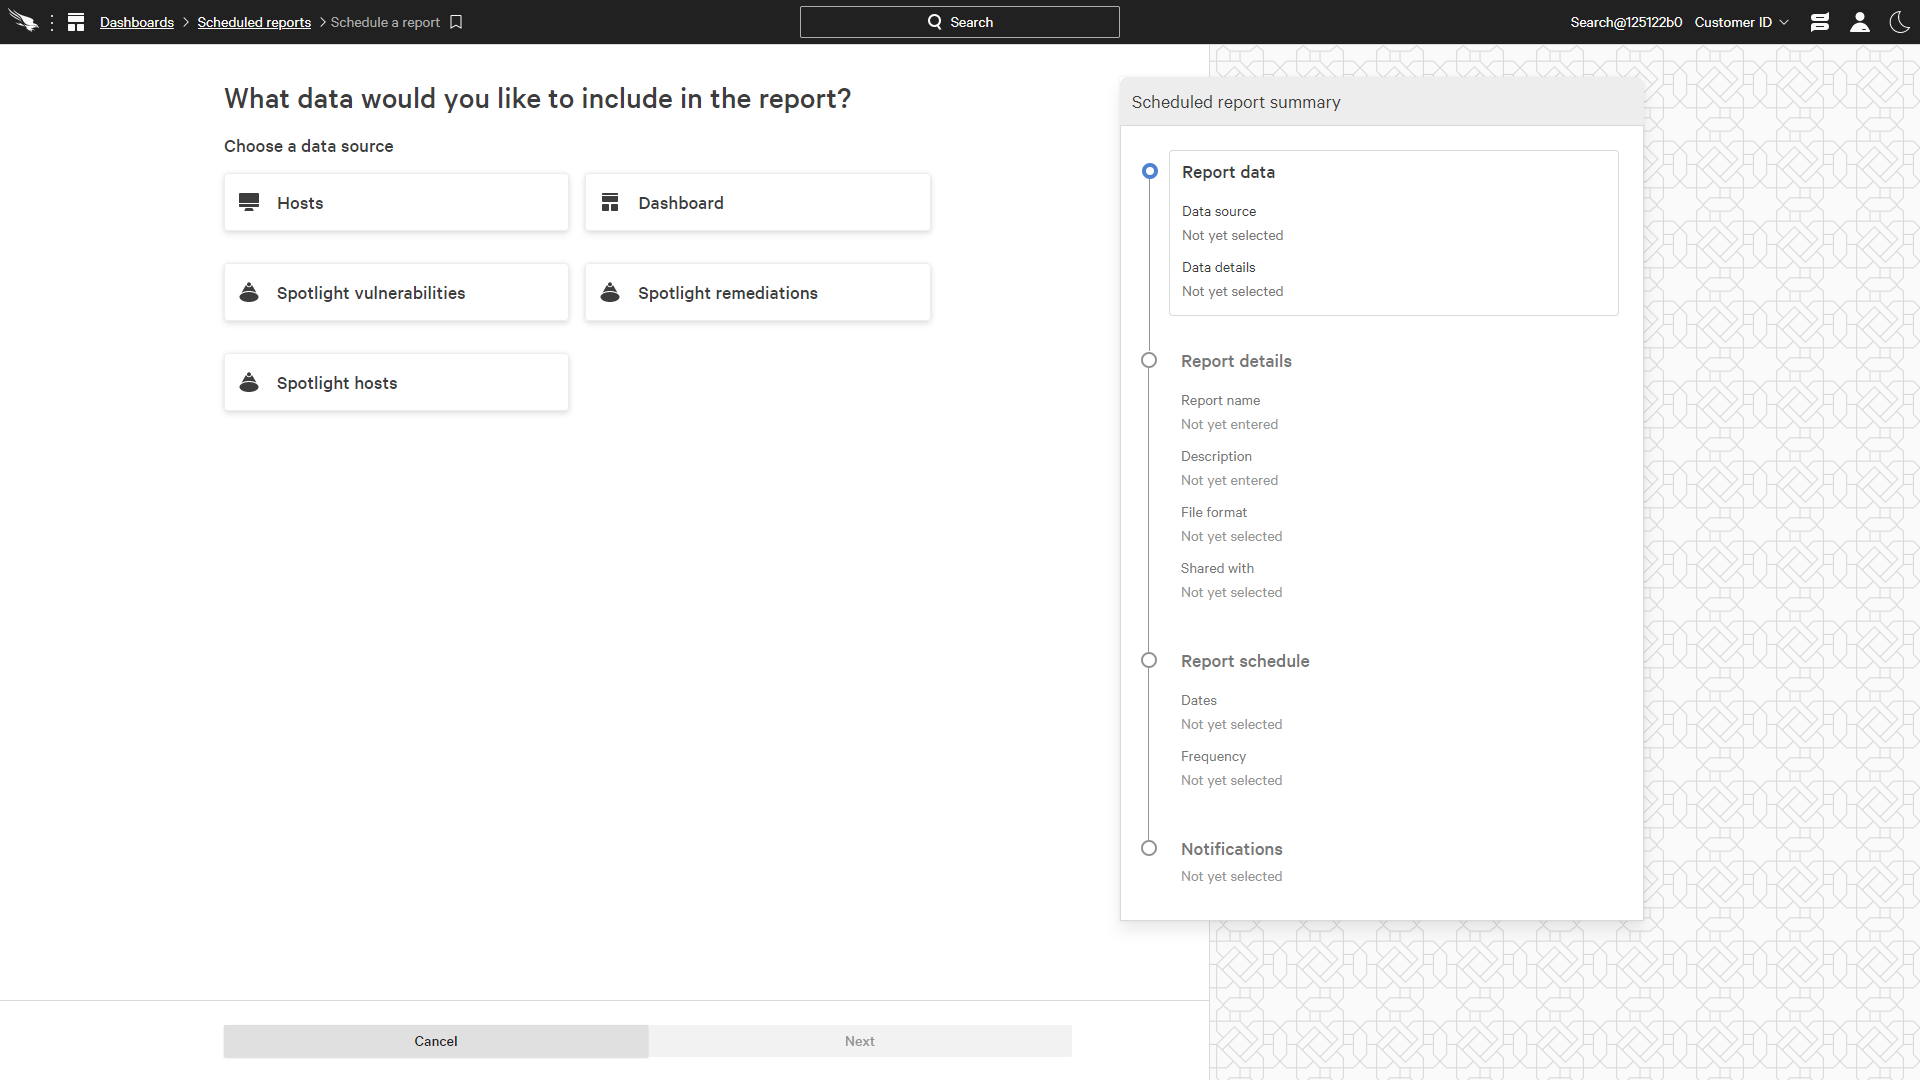 Dashboards
Scheduled reports
Schedule a report
Search
Search@125122b0
Customer ID
What data would you like to include in the report?
Choose a data source
Hosts
Dashboard
Spotlight vulnerabilities
Spotlight remediations
Spotlight hosts
Cancel
Next
Scheduled report summary
Report data
Data source
Not yet selected
Data details
Not yet selected
Report details
Report name
Not yet entered
Description
Not yet entered
File format
Not yet selected
Shared with
Not yet selected
Report schedule
Dates
Not yet selected
Frequency
Not yet selected
Notifications
Not yet selected